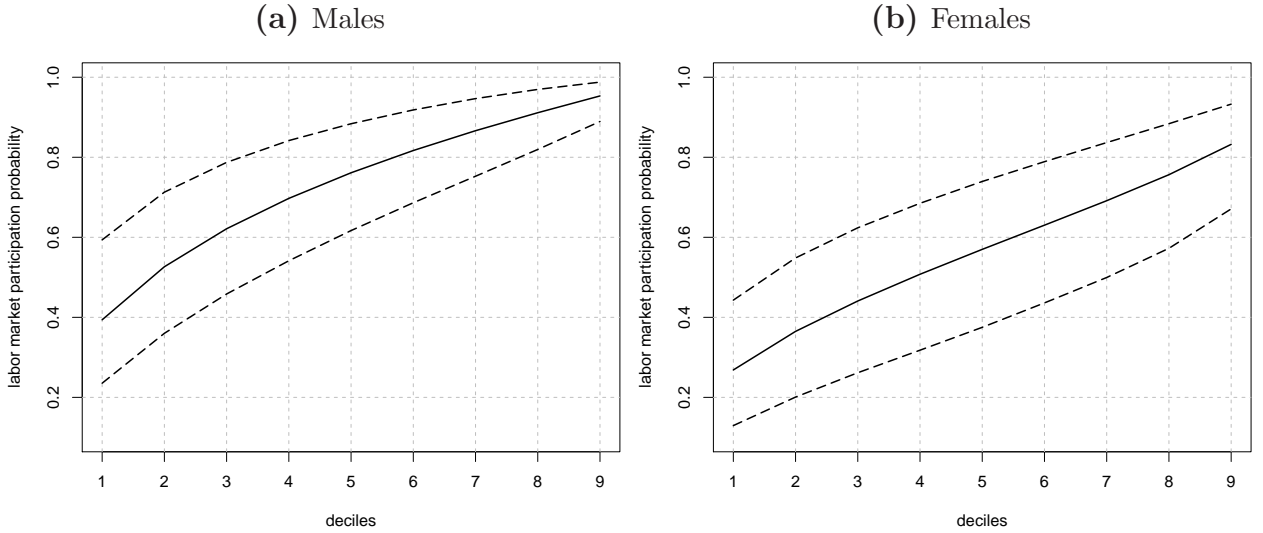 (a) Males
labor market participation probability
1.0
0.8
0.6
0.4
0.2
1 2 3 4 5 6 7 8 9
deciles
(b) Females
labor market participation probability
1.0
0.8
0.6
0.4
0.2
1 2 3 4 5 6 7 8 9
deciles